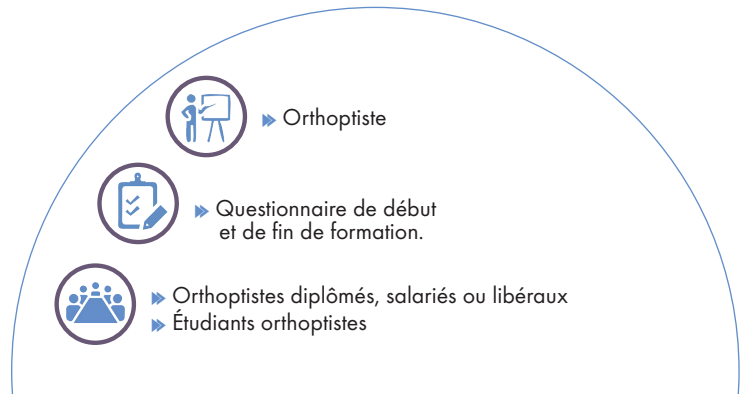 Orthoptiste
Questionnaire de début
et de fin de formation.
Orthoptistes diplômés, salariés ou libéraux
Étudiants orthoptistes